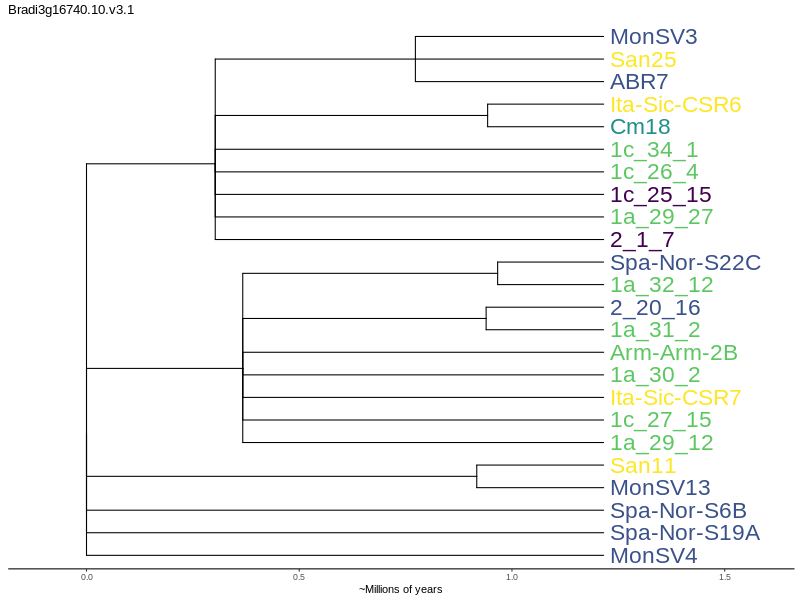 Bradi3g16740.10.v3.1
MonSV3
San25
ABR7
Ita-Sic-CSR6
Cm18
1c_34_1
1c_26_4
1c_25_15
1a_29_27
2_1_7
Spa-Nor-S22C
1a_32_12
2_20_16
1a_31_2
Arm-Arm-2B
1a_30_2
Ita-Sic-CSR7
1c_27_15
1a_29_12
San11
MonSV13
Spa-Nor-S6B
Spa-Nor-S19A
MonSV4
0.0 0.5 1.0 1.5
~Millions of years